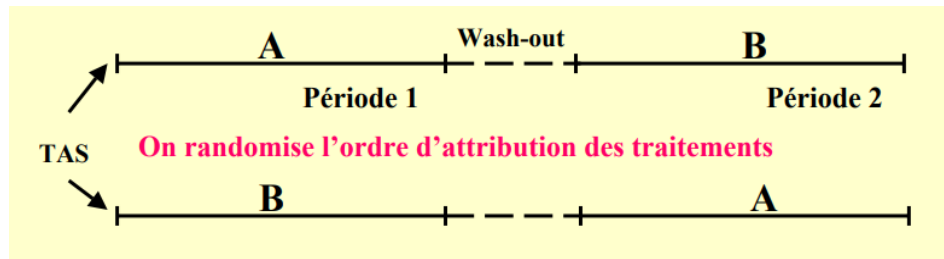 A Wash-out B
Période 1 Période 2
TAS On randomise l’ordre d’attribution des traitements
B A